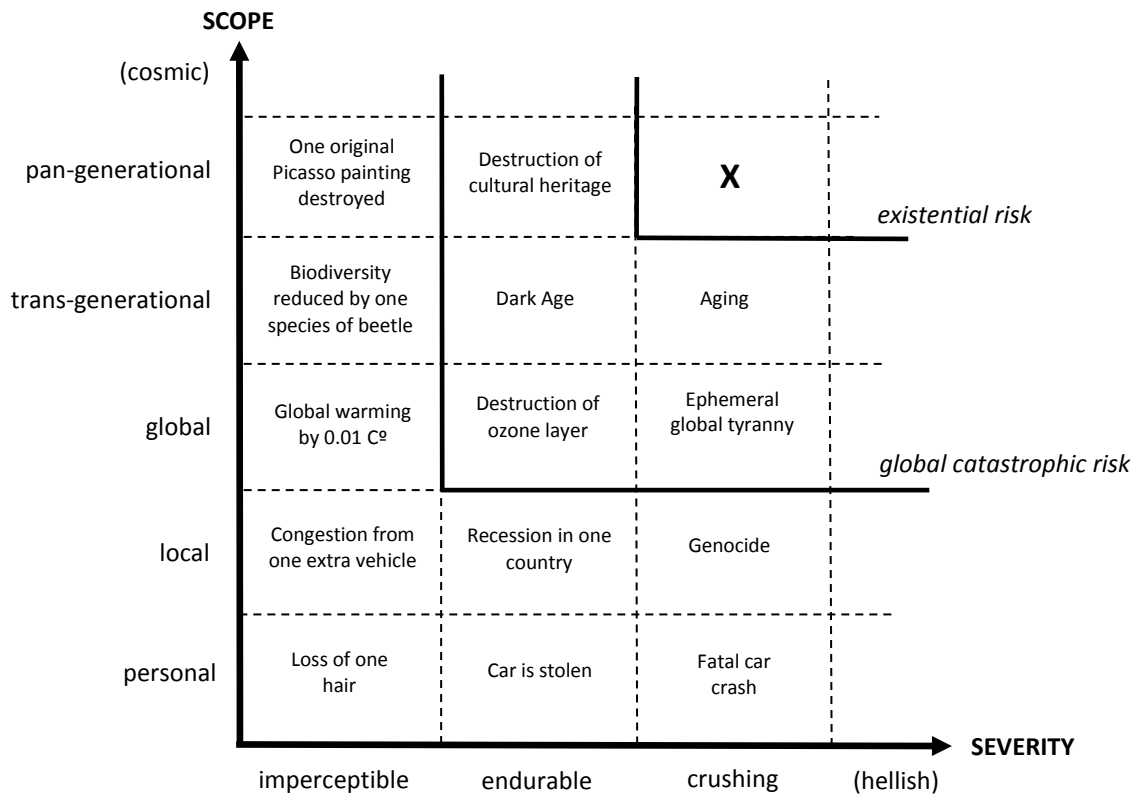 SCOPE
(cosmic)
pan-generational
One original
Picasso painting
destroyed
Destruction of
cultural heritage
X
existential risk
trans-generational
Biodiversity
reduced by one
species of beetle
Dark Age
Aging
global
Global warming
by 0.01 Cº
Destruction of
ozone layer
Ephemeral
global tyranny
global catastrophic risk
local
Congestion from
one extra vehicle
Recession in one
country
Genocide
personal
Loss of one
hair
Car is stolen
Fatal car
crash
SEVERITY
imperceptible
endurable
crushing
(hellish)